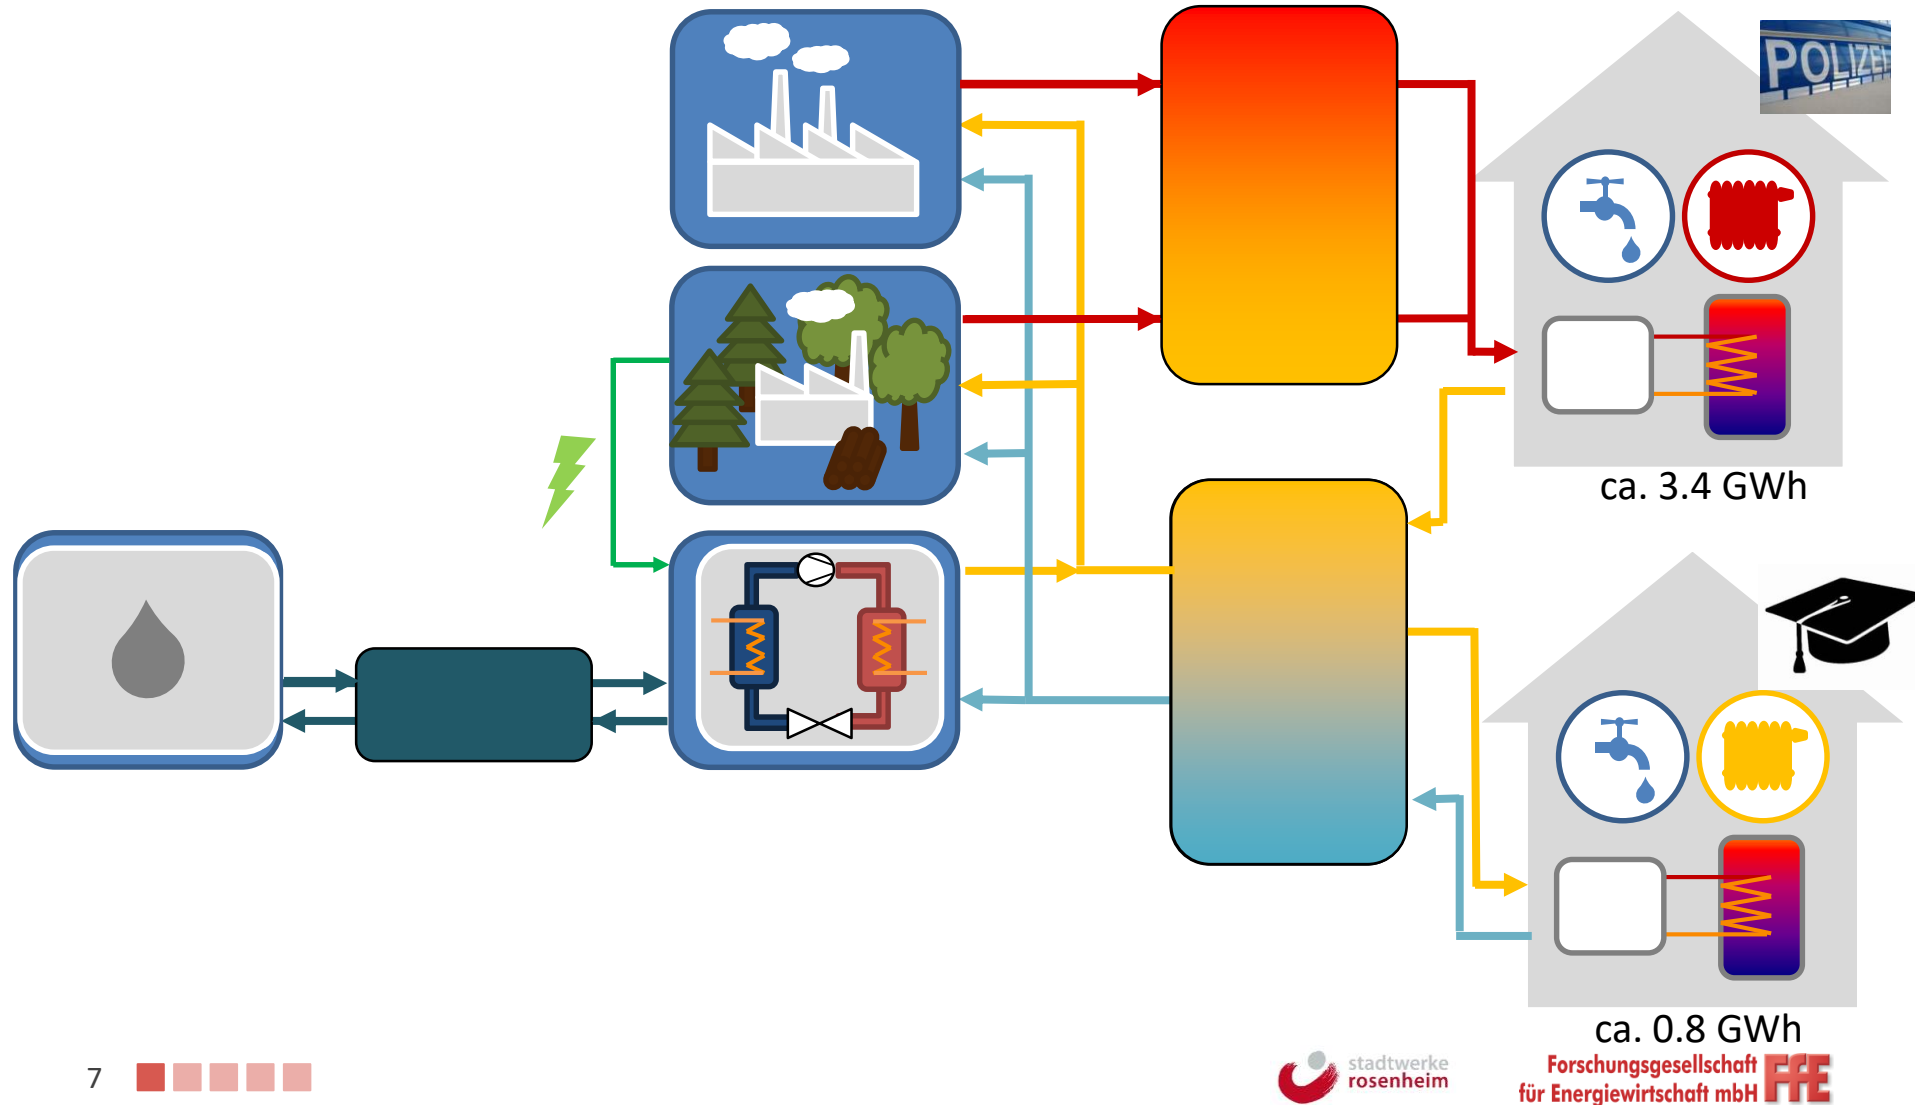 POLIZEI
ca. 3.4 GWh
ca. 0.8 GWh
7
stadtwerke
rosenheim
Forschungsgesellschaft
für Energiewirtschaft mbH
FfE